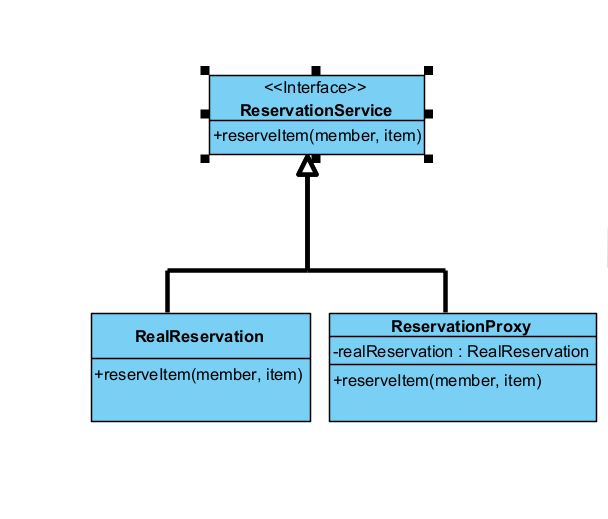 <<Interface>>
ReservationService
+reserveItem(member, item)
RealReservation
+reserveItem(member, item)
ReservationProxy
-realReservation : RealReservation
+reserveItem(member, item)